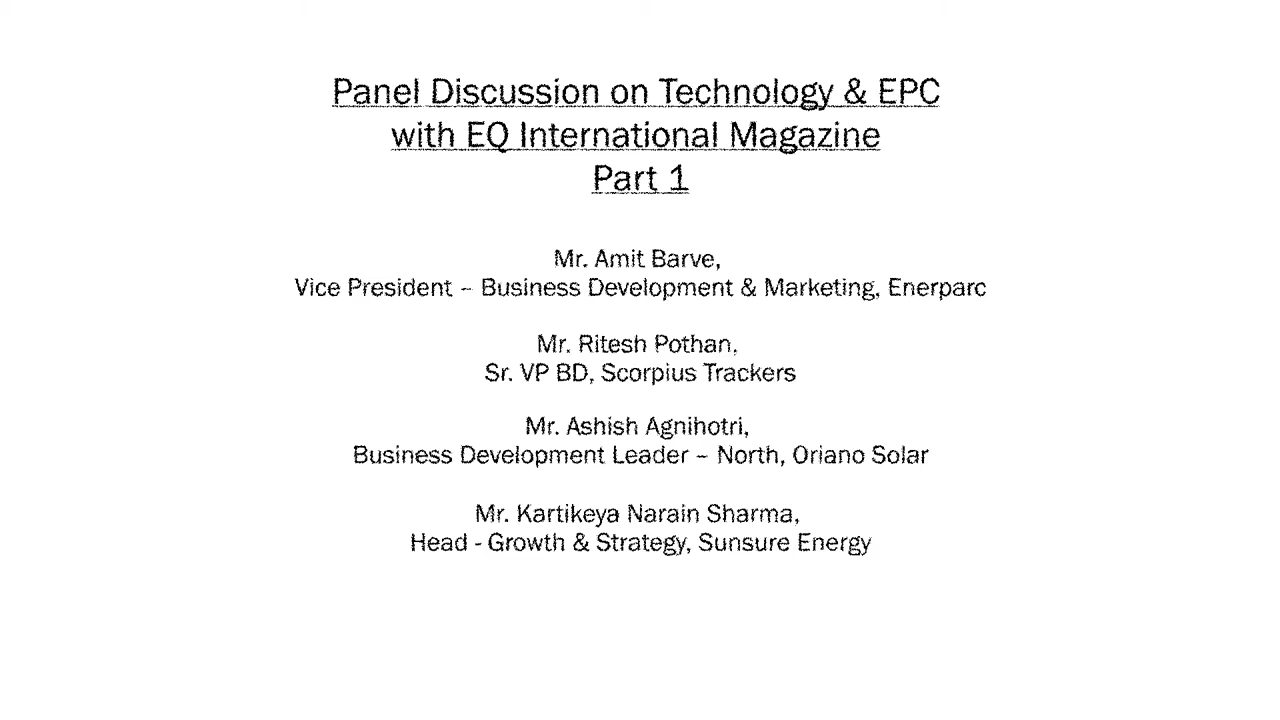 Panel Discussion on Technology & EPC
with EQ International Magazine
Part 1
Mr. Amit Barve,
Vice President – Business Development & Marketing, Enerparc
Mr. Ritesh Pothan,
Sr. VP BD, Scorpius Trackers
Mr. Ashish Agnihotri,
Business Development Leader – North, Oriano Solar
Mr. Kartikeya Narain Sharma,
Head - Growth & Strategy, Sunsure Energy